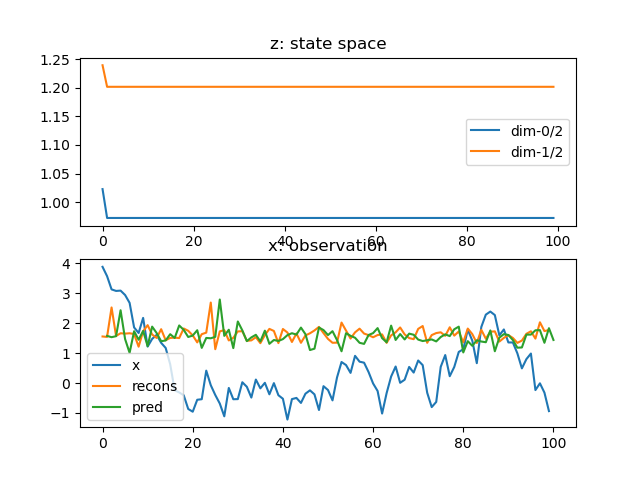 z: state space
1.25
1.20
1.15
1.10
1.05
1.00
dim-0/2
dim-1/2
0 20 40 60 80 100
x: observation
4
3
2
1
0
−1
x
recons
pred
0 20 40 60 80 100